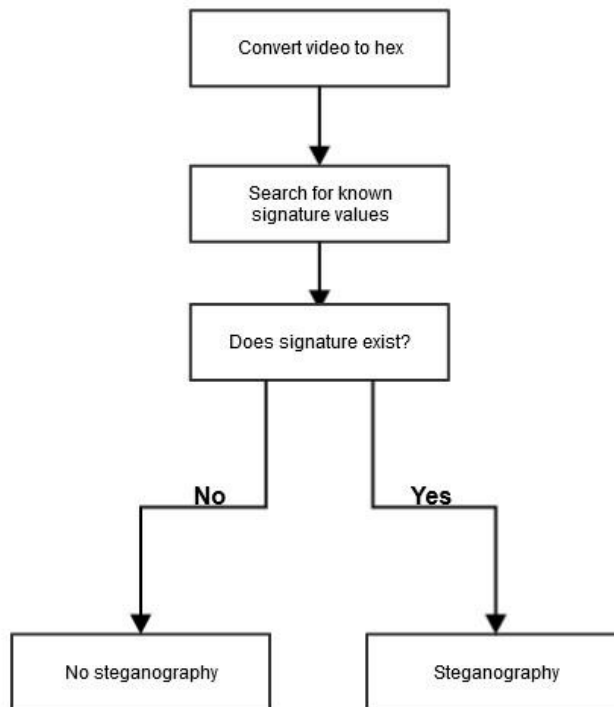 Convert video to hex
Search for known
signature values
Does signature exist?
No
Yes
No steganography
Steganography